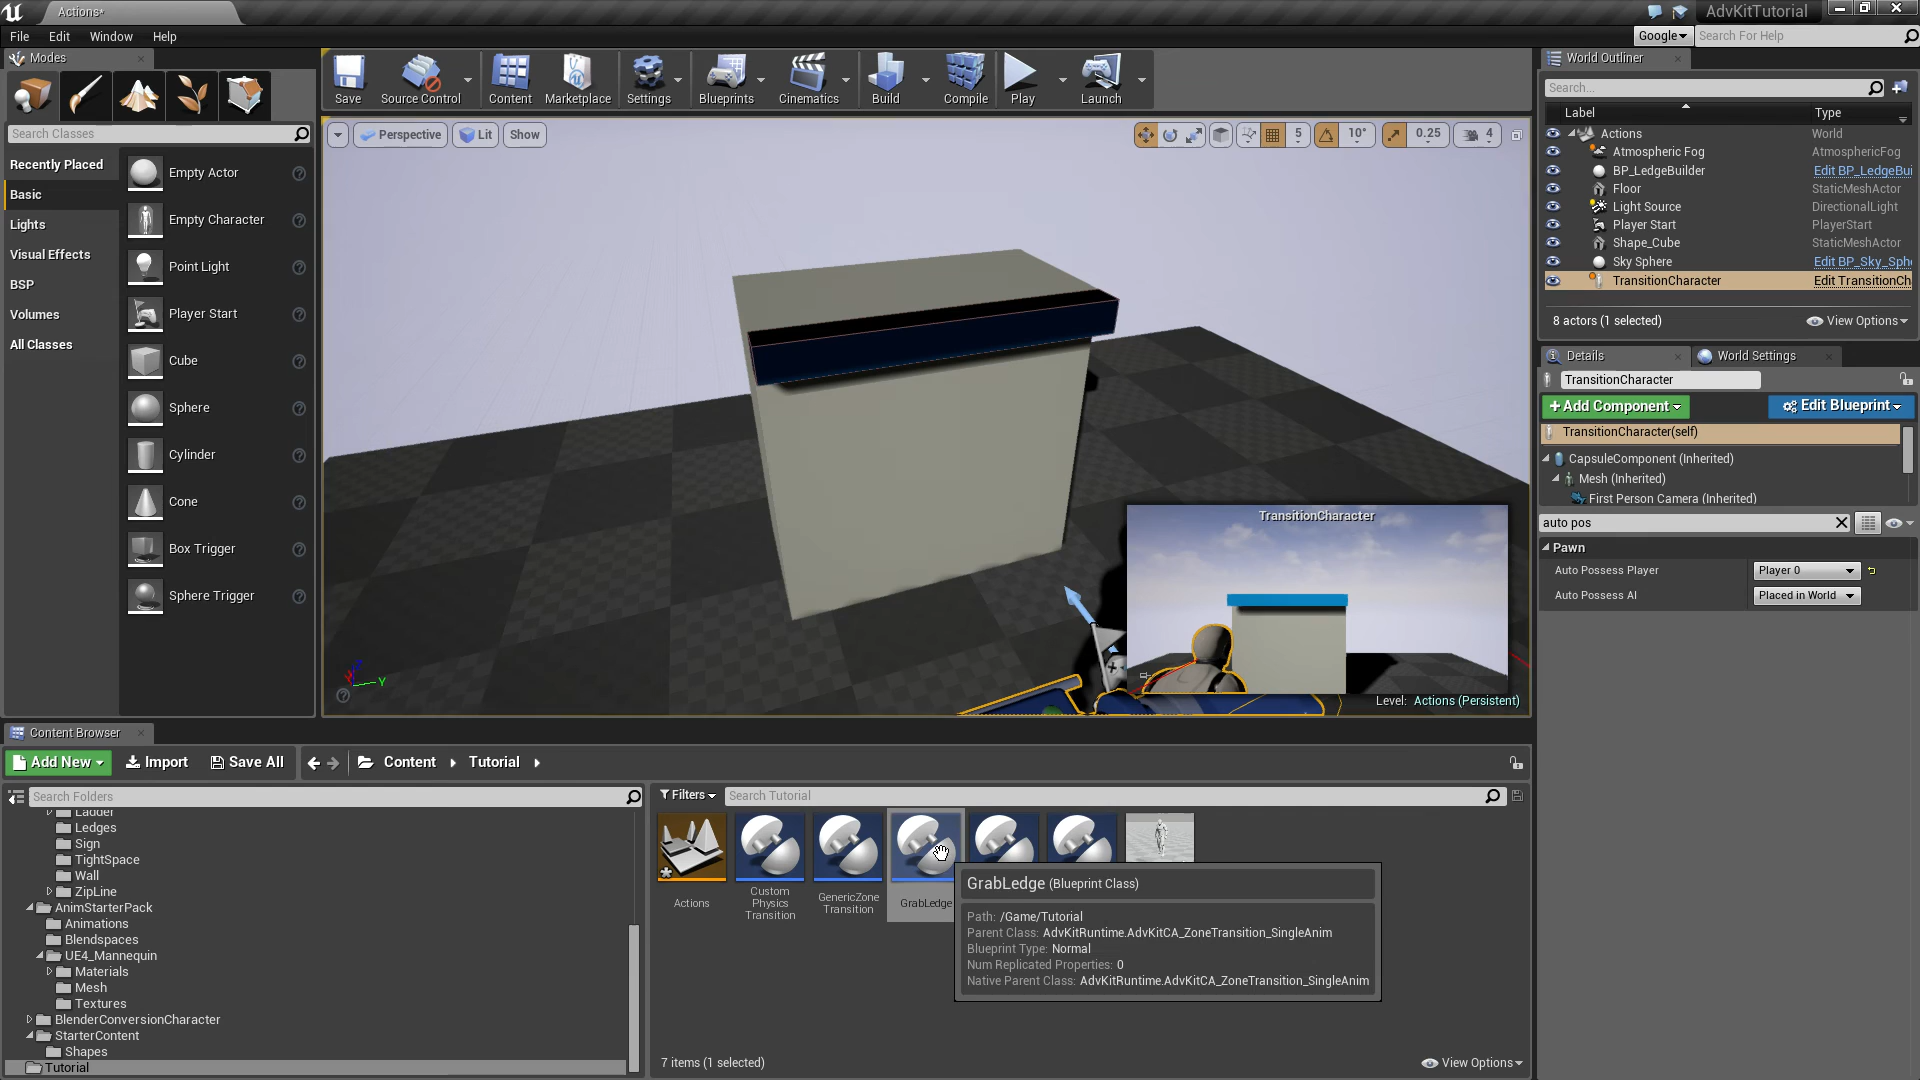 Actions*
AdvKitTutorial
File Edit Window Help
Google
Search For Help
Modes
Search Classes
Recently Placed
Basic
Lights
Visual Effects
BSP
Volumes
All Classes
Empty Actor
Empty Character
Point Light
Player Start
Cube
Sphere
Cylinder
Cone
Box Trigger
Sphere Trigger
Save
Source Control
Content
Marketplace
Settings
Blueprints
Cinematics
Build
Compile
Play
Launch
Perspective
Lit
Show
5
10°
0.25
4
TransitionCharacter
Y
Level: Actions (Persistent)
World Outliner
Search...
Label Type
Actions World
Atmospheric Fog AtmosphericFog
BP_LedgeBuilder Edit BP_LedgeBui
Floor StaticMeshActor
Light Source DirectionalLight
Player Start PlayerStart
Shape_Cube StaticMeshActor
Sky Sphere Edit BP_Sky_Sph
TransitionCharacter Edit TransitionCh
8 actors (1 selected)
View Options
Details
World Settings
TransitionCharacter
+Add Component
Edit Blueprint
TransitionCharacter(self)
CapsuleComponent (Inherited)
Mesh (Inherited)
First Person Camera (Inherited)
auto pos
Pawn
Auto Possess Player Player 0
Auto Possess AI Placed in World
Content Browser
Add New
Import
Save All
Content
Tutorial
Search Folders
Ladder
Ledges
Sign
TightSpace
Wall
ZipLine
AnimStarterPack
Animations
Blendspaces
UE4_Mannequin
Materials
Mesh
Textures
BlenderConversionCharacter
StarterContent
Shapes
Tutorial
Filters
Search Tutorial
Actions
Custom
Physics
Transition
GenericZone
Transition
GrabLedge
GrabLedge (Blueprint Class)
Path: /Game/Tutorial
Parent Class: AdvKitRuntime.AdvKitCA_ZoneTransition_SingleAnim
Blueprint Type: Normal
Num Replicated Properties: 0
Native Parent Class: AdvKitRuntime.AdvKitCA_ZoneTransition_SingleAnim
7 items (1 selected)
View Options